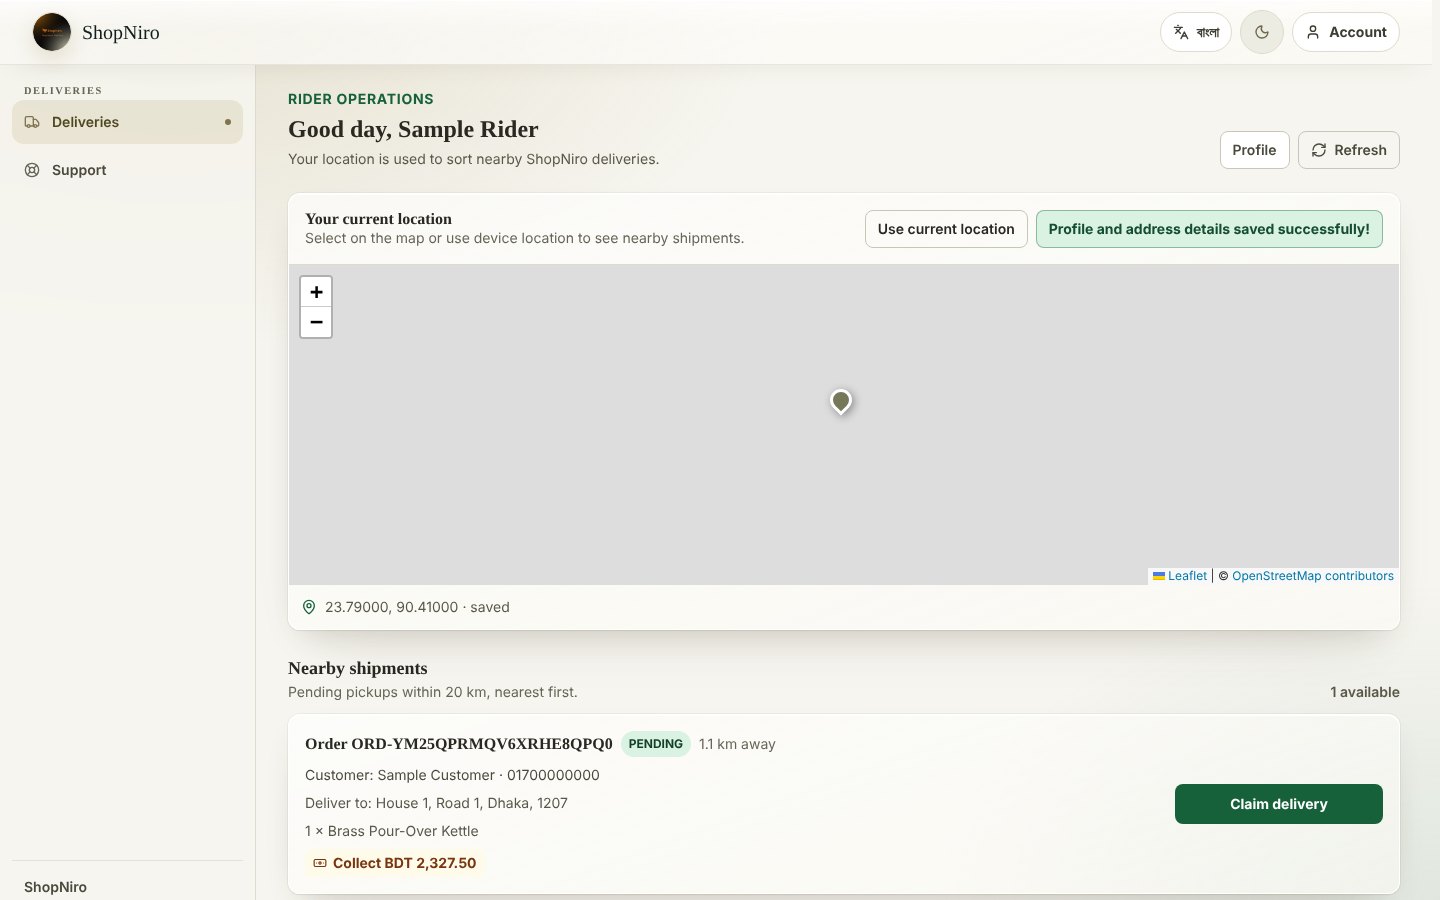 ShopNiro
বাংলা
Account
DELIVERIES
Deliveries
Support
ShopNiro
RIDER OPERATIONS
Good day, Sample Rider
Your location is used to sort nearby ShopNiro deliveries.
Profile
Refresh
Your current location
Select on the map or use device location to see nearby shipments.
Use current location
Profile and address details saved successfully!
+
−
Leaflet | © OpenStreetMap contributors
23.79000, 90.41000 · saved
Nearby shipments
Pending pickups within 20 km, nearest first.
1 available
Order ORD-YM25QPRMQV6XRHE8QPQ0 PENDING 1.1 km away
Customer: Sample Customer · 01700000000
Deliver to: House 1, Road 1, Dhaka, 1207
1 × Brass Pour-Over Kettle
Collect BDT 2,327.50
Claim delivery